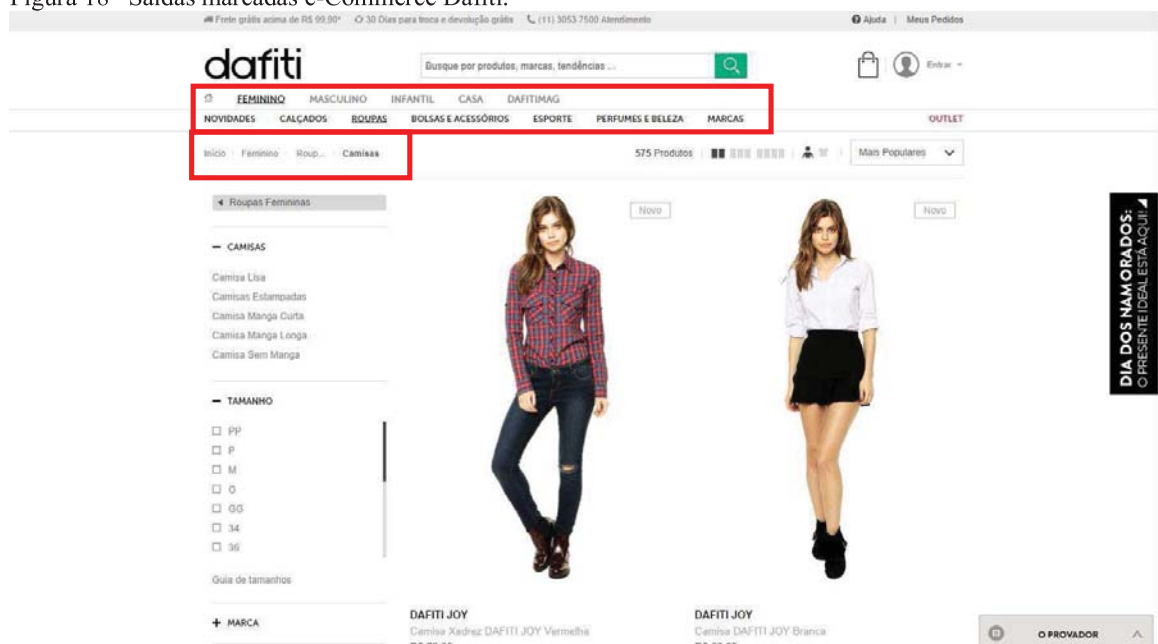 Figura 18 - Saídas marcadas e-Commerce Dafiti.
Frete grátis acima de R$ 99,90* 30 Dias para troca e devolução grátis (11) 3053 7500 Atendimento Ajuda | Meus Pedidos
dafiti Busque por produtos, marcas, tendências ... Entrar
FEMININO MASCULINO INFANTIL CASA DAFITIMAG
NOVIDADES CALÇADOS ROUPAS BOLSAS E ACESSÓRIOS ESPORTE PERFUMES E BELEZA MARCAS OUTLET
Início Feminino Roup... Camisas 575 Produtos Mais Populares
Roupas Femininas
Novo Novo
CAMISAS
Camisa Lisa
Camisas Estampadas
Camisa Manga Curta
Camisa Manga Longa
Camisa Sem Manga
TAMANHO
PP
P
M
G
GG
34
36
Guia de tamanhos
MARCA
DAFITI JOY DAFITI JOY
Camisa Xadrez DAFITI JOY Vermelha Camisa DAFITI JOY Branca
DIA DOS NAMORADOS:
O PRESENTE IDEAL ESTÁ AQUI!
O PROVADOR